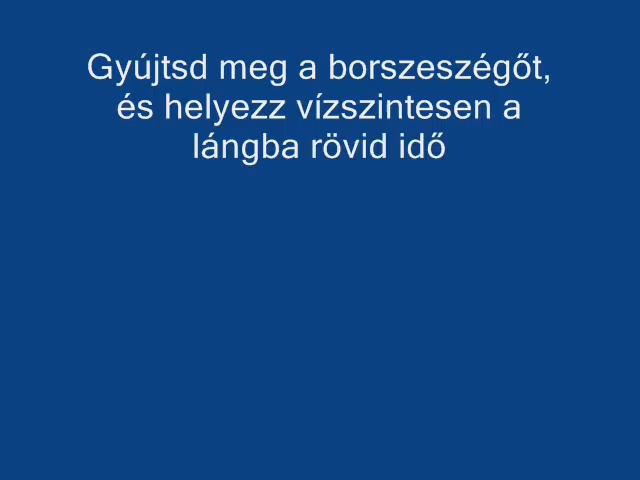 Gyújtsd meg a borszeszégőt,
és helyezz vízszintesen a
lángba rövid idő